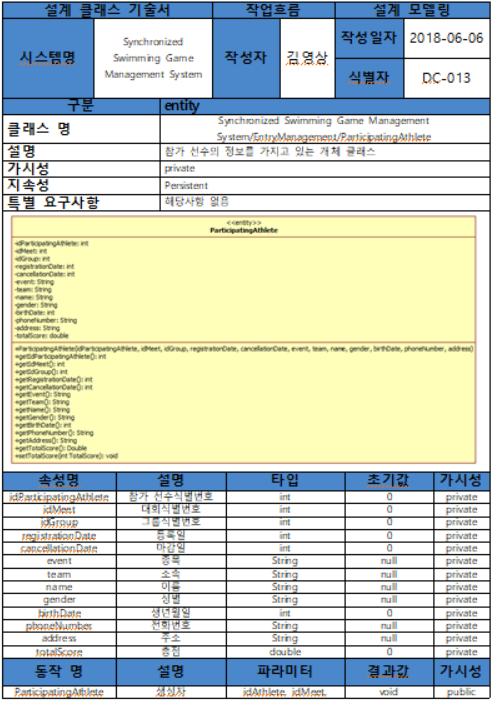 설계 클래스 기술서 작업흐름 설계 모델링
시스템명 Synchronized Swimming Game Management System 작성자 김영삼 작성일자 2018-06-06
식별자 DC-013
구분 entity
클래스 명 Synchronized Swimming Game Management System/EntryManagement/ParticipatingAthlete
설명 참가 선수의 정보를 가지고 있는 개체 클래스
가시성 private
지속성 Persistent
특별 요구사항 해당사항 없음
<<entity>>
ParticipatingAthlete
-idParticipatingAthlete: int
-idMeet: int
-idGroup: int
-registrationDate: int
-cancellationDate: int
-event: String
-team: String
-name: String
-gender: String
-birthDate: int
-phoneNumber: String
-address: String
-totalScore: double
+ParticipatingAthlete(idParticipatingAthlete, idMeet, idGroup, registrationDate, cancellationDate, event, team, name, gender, birthDate, phoneNumber, address)
+getIdParticipatingAthlete(): int
+getIdMeet(): int
+getIdGroup(): int
+getRegistrationDate(): int
+getCancellationDate(): int
+getEvent(): String
+getTeam(): String
+getName(): String
+getGender(): String
+getBirthDate(): int
+getPhoneNumber(): String
+getAddress(): String
+getTotolScore(): Double
+setTotalScore(int TotalScore): void
속성명 설명 타입 초기값 가시성
idParticipatingAthlete 참가 선수식별번호 int 0 private
idMeet 대회식별번호 int 0 private
idGroup 그룹식별번호 int 0 private
registrationDate 등록일 int 0 private
cancellationDate 마감일 int 0 private
event 종목 String null private
team 소속 String null private
name 이름 String null private
gender 성별 String null private
birthDate 생년월일 int 0 private
phoneNumber 전화번호 String null private
address 주소 String null private
totalScore 총점 double 0 private
동작 명 설명 파라미터 결과값 가시성
ParticipatingAthlete 생성자 idAthlete, idMeet, void public